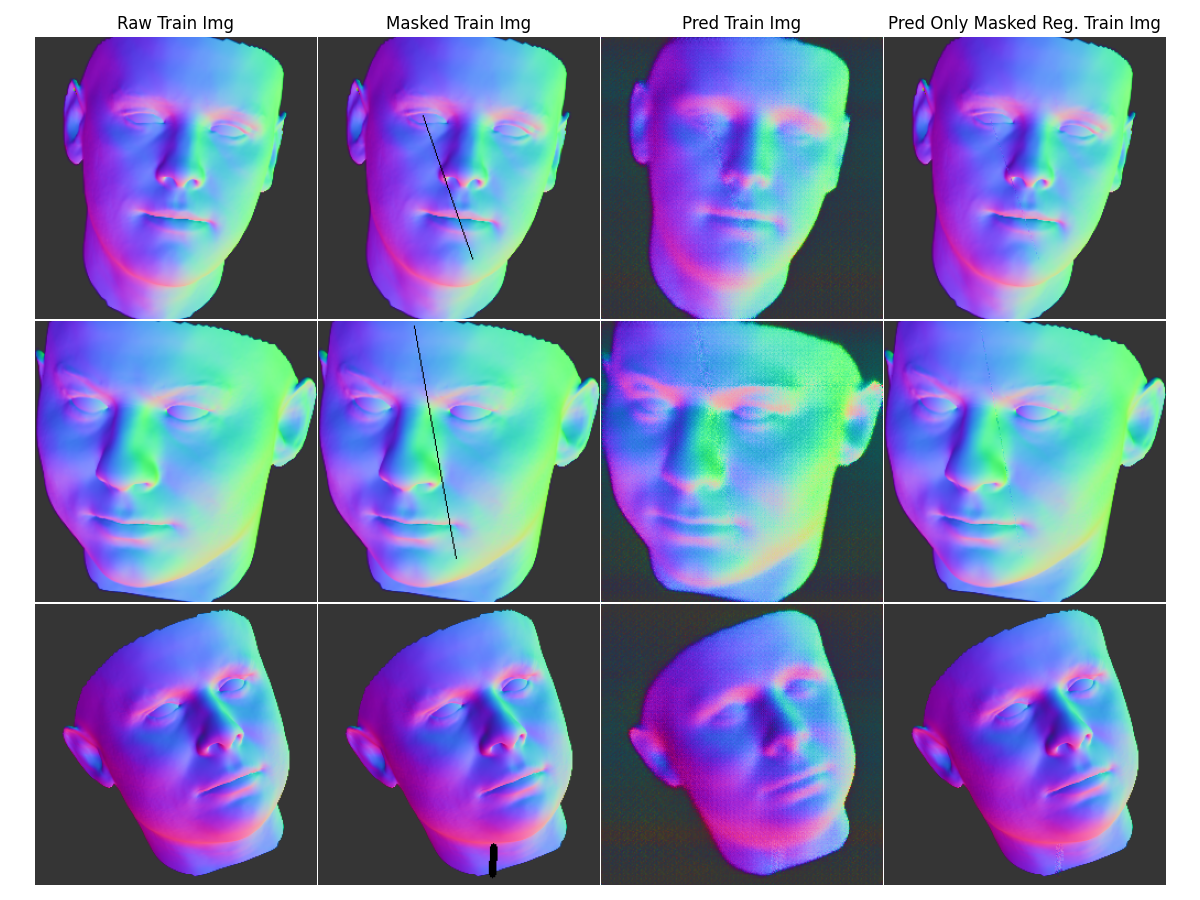 Raw Train Img
Masked Train Img
Pred Train Img
Pred Only Masked Reg. Train Img